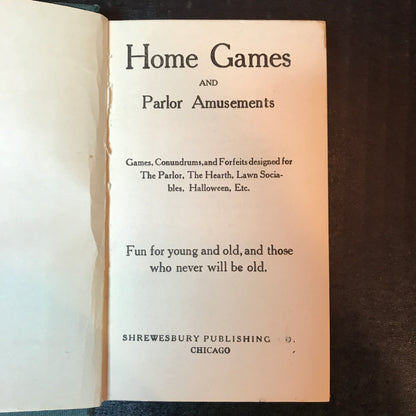 Home Games
AND
Parlor Amusements
Games, Conundrums, and Forfeits designed for
The Parlor, The Hearth, Lawn Socia-
bles, Halloween, Etc.
Fun for young and old, and those
who never will be old.
SHREWESBURY PUBLISHING O.
CHICAGO